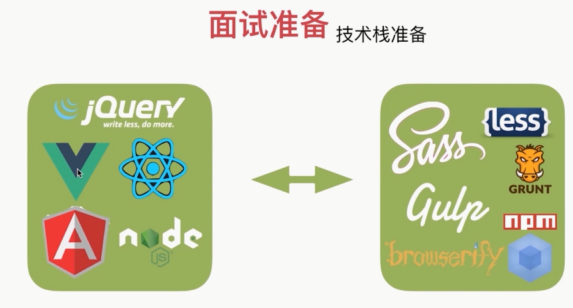 面试准备 技术栈准备
jQuery
write less, do more.
node
JS
Sass
{less}
GRUNT
Gulp
npm
browserify